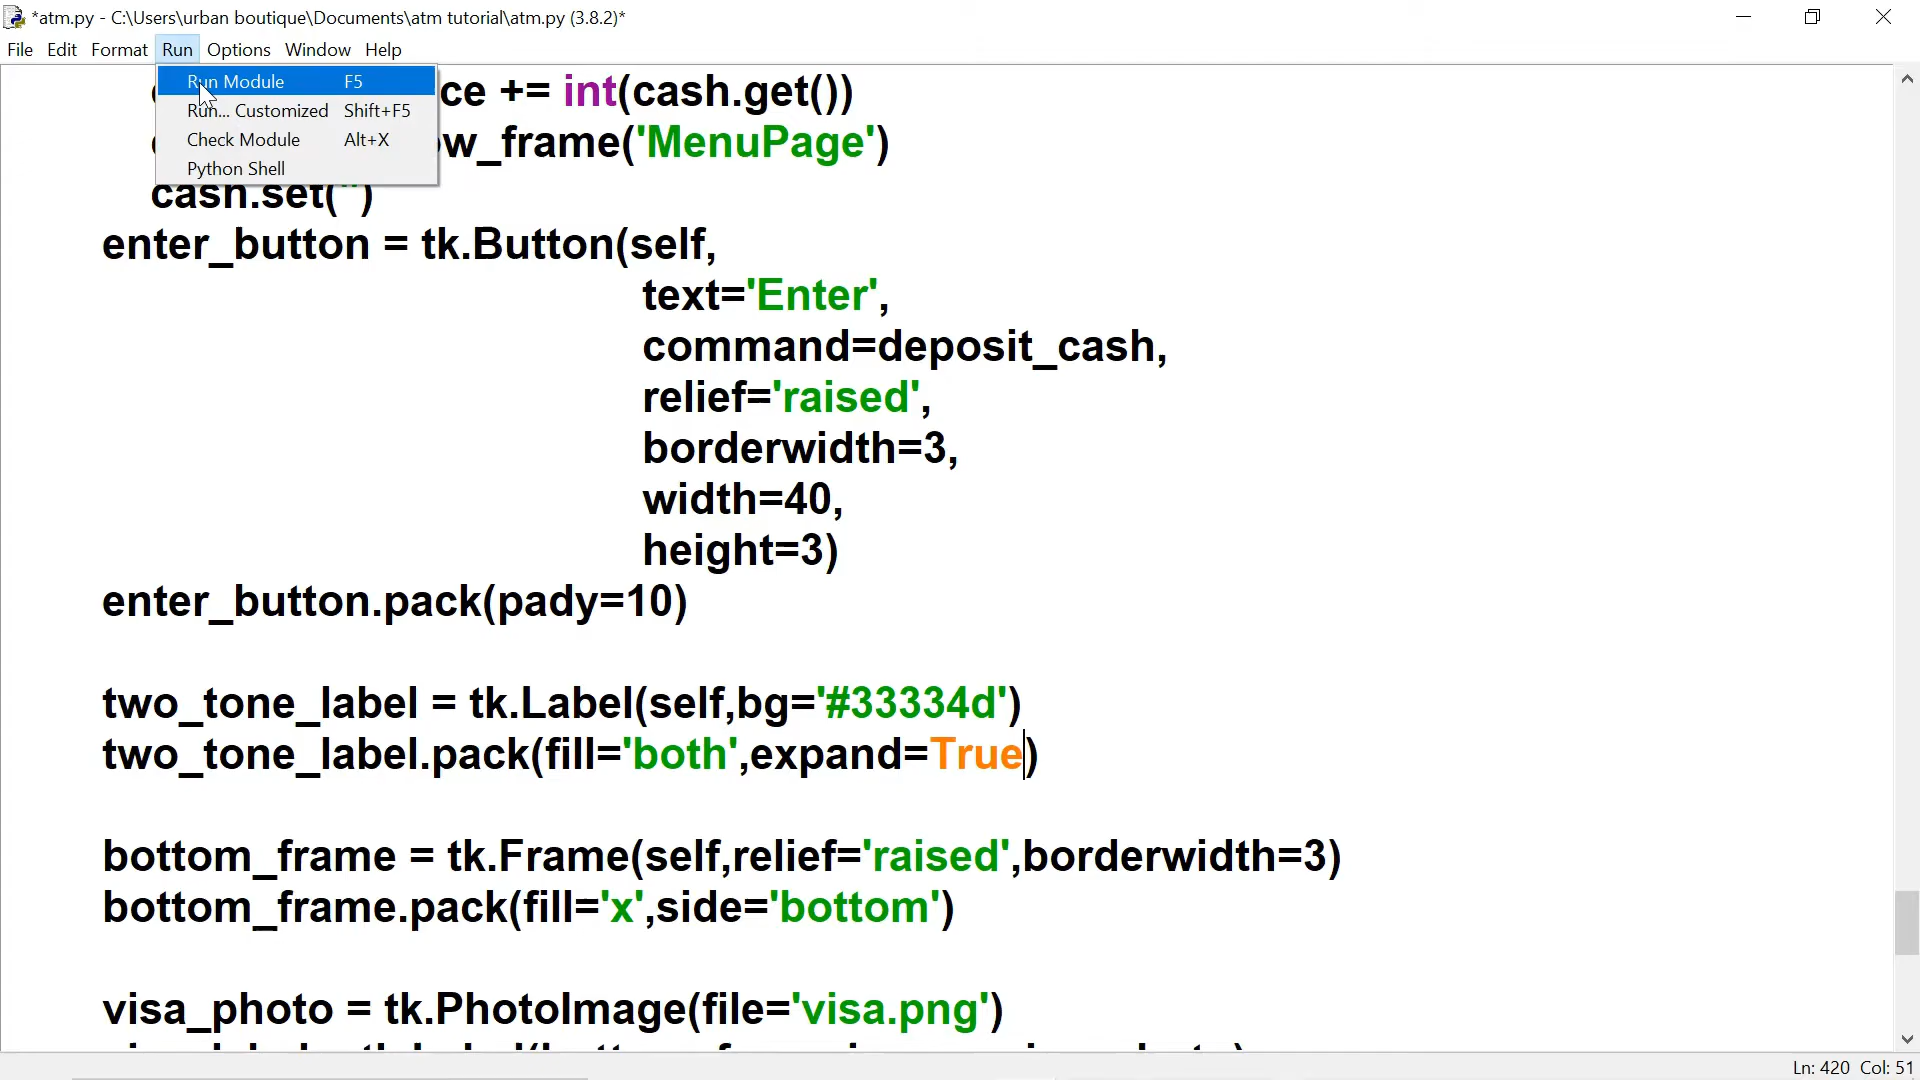 *atm.py - C:\Users\urban boutique\Documents\atm tutorial\atm.py (3.8.2)*
File Edit Format Run Options Window Help
Run Module F5
Run... Customized Shift+F5
Check Module Alt+X
Python Shell
ce += int(cash.get())
w_frame('MenuPage')
cash.set('')
enter_button = tk.Button(self,
text='Enter',
command=deposit_cash,
relief='raised',
borderwidth=3,
width=40,
height=3)
enter_button.pack(pady=10)
two_tone_label = tk.Label(self,bg='#33334d')
two_tone_label.pack(fill='both',expand=True)
bottom_frame = tk.Frame(self,relief='raised',borderwidth=3)
bottom_frame.pack(fill='x',side='bottom')
visa_photo = tk.PhotoImage(file='visa.png')
Ln: 420 Col: 51